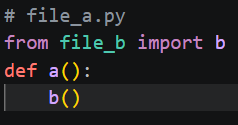 # file_a.py
from file_b import b
def a():
    b()